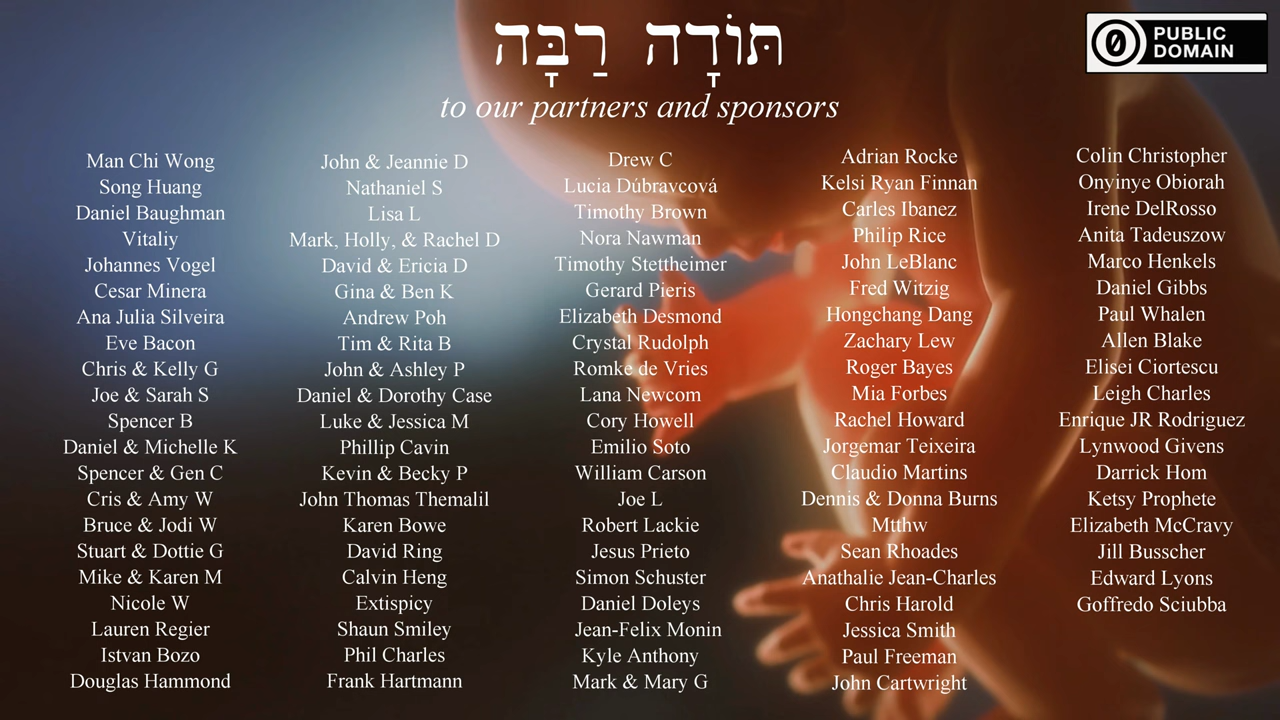 תּוֹדָה רַבָּה
to our partners and sponsors
PUBLIC
DOMAIN
Man Chi Wong
Song Huang
Daniel Baughman
Vitaliy
Johannes Vogel
Cesar Minera
Ana Julia Silveira
Eve Bacon
Chris & Kelly G
Joe & Sarah S
Spencer B
Daniel & Michelle K
Spencer & Gen C
Cris & Amy W
Bruce & Jodi W
Stuart & Dottie G
Mike & Karen M
Nicole W
Lauren Regier
Istvan Bozo
Douglas Hammond
John & Jeannie D
Nathaniel S
Lisa L
Mark, Holly, & Rachel D
David & Ericia D
Gina & Ben K
Andrew Poh
Tim & Rita B
John & Ashley P
Daniel & Dorothy Case
Luke & Jessica M
Phillip Cavin
Kevin & Becky P
John Thomas Themalil
Karen Bowe
David Ring
Calvin Heng
Extispicy
Shaun Smiley
Phil Charles
Frank Hartmann
Drew C
Lucia Dúbravcová
Timothy Brown
Nora Nawman
Timothy Stettheimer
Gerard Pieris
Elizabeth Desmond
Crystal Rudolph
Romke de Vries
Lana Newcom
Cory Howell
Emilio Soto
William Carson
Joe L
Robert Lackie
Jesus Prieto
Simon Schuster
Daniel Doleys
Jean-Felix Monin
Kyle Anthony
Mark & Mary G
Adrian Rocke
Kelsi Ryan Finnan
Carles Ibanez
Philip Rice
John LeBlanc
Fred Witzig
Hongchang Dang
Zachary Lew
Roger Bayes
Mia Forbes
Rachel Howard
Jorgemar Teixeira
Claudio Martins
Dennis & Donna Burns
Mtthw
Sean Rhoades
Anathalie Jean-Charles
Chris Harold
Jessica Smith
Paul Freeman
John Cartwright
Colin Christopher
Onyinye Obiorah
Irene DelRosso
Anita Tadeuszow
Marco Henkels
Daniel Gibbs
Paul Whalen
Allen Blake
Elisei Ciortescu
Leigh Charles
Enrique JR Rodriguez
Lynwood Givens
Darrick Hom
Ketsy Prophete
Elizabeth McCravy
Jill Busscher
Edward Lyons
Goffredo Sciubba